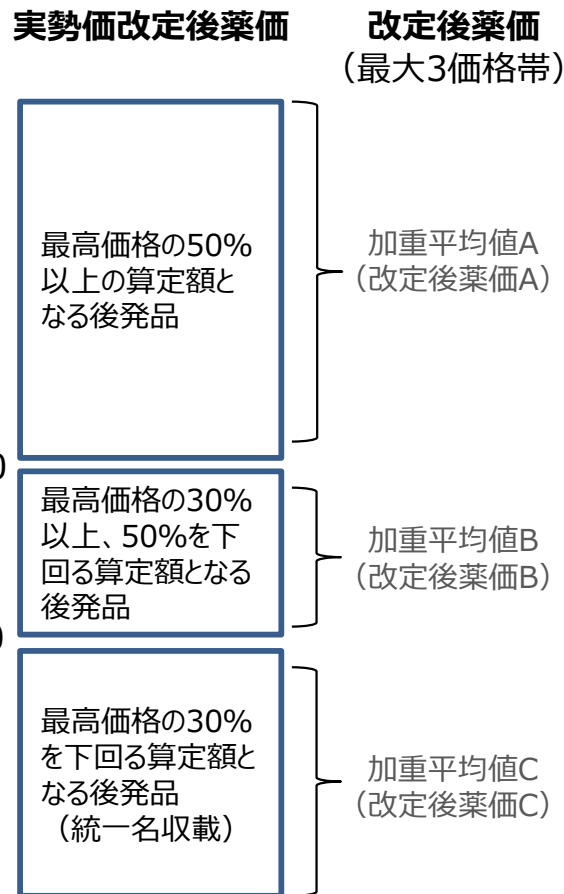 実勢価改定後薬価
改定後薬価
（最大3価格帯）
最高価格の50%
以上の算定額と
なる後発品
加重平均値A
（改定後薬価A）
0
最高価格の30%
以上、50%を下
回る算定額となる
後発品
加重平均値B
（改定後薬価B）
最高価格の30%
を下回る算定額と
なる後発品
（統一名収載）
加重平均値C
（改定後薬価C）